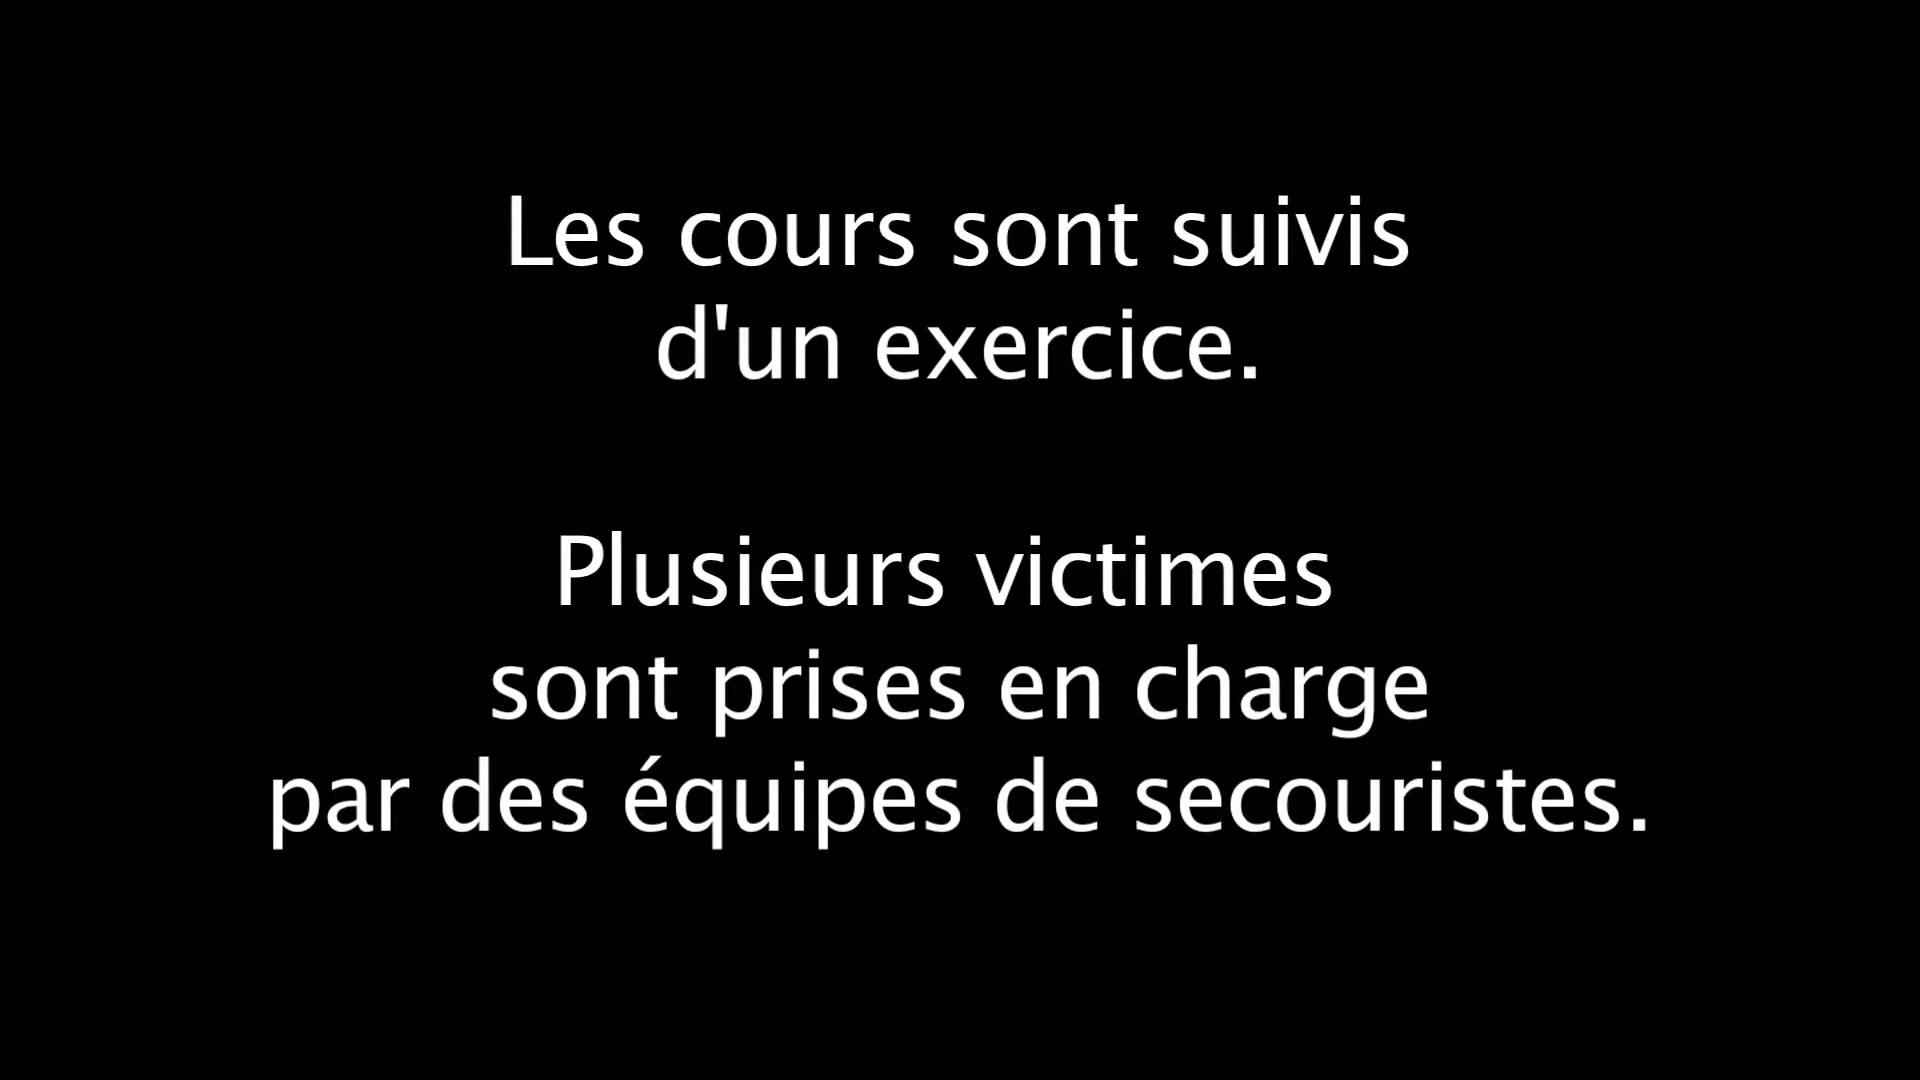 Les cours sont suivis
d'un exercice.
Plusieurs victimes
sont prises en charge
par des équipes de secouristes.